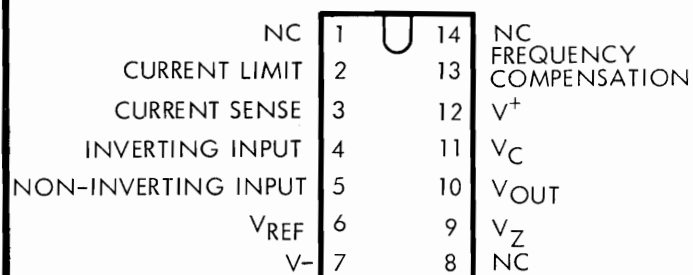 NC 1 14 NC
CURRENT LIMIT 2 13 FREQUENCY COMPENSATION
CURRENT SENSE 3 12 V+
INVERTING INPUT 4 11 VC
NON-INVERTING INPUT 5 10 VOUT
VREF 6 9 VZ
V- 7 8 NC